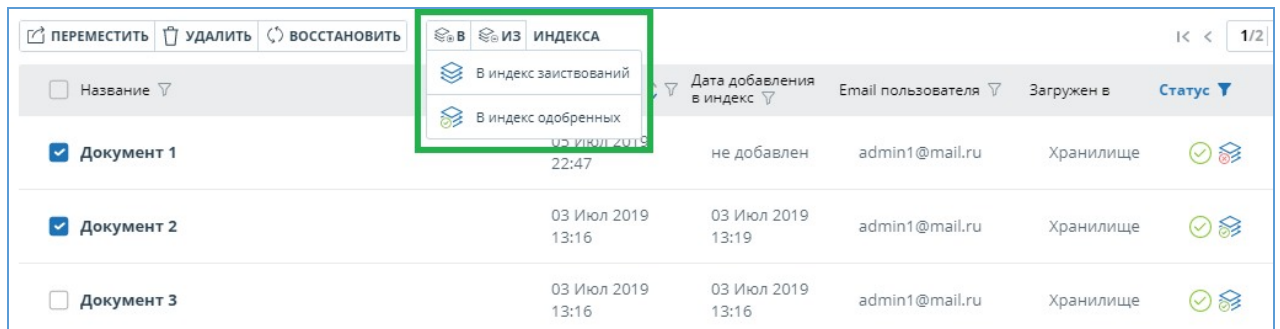 ПЕРЕМЕСТИТЬ УДАЛИТЬ ВОССТАНОВИТЬ В ИЗ ИНДЕКСА 1/2
В индекс заиствований
В индекс одобренных
Название Дата добавления в индекс Email пользователя Загружен в Статус
Документ 1 05 Июл 2019 22:47 не добавлен admin1@mail.ru Хранилище
Документ 2 03 Июл 2019 13:16 03 Июл 2019 13:19 admin1@mail.ru Хранилище
Документ 3 03 Июл 2019 13:16 03 Июл 2019 13:16 admin1@mail.ru Хранилище